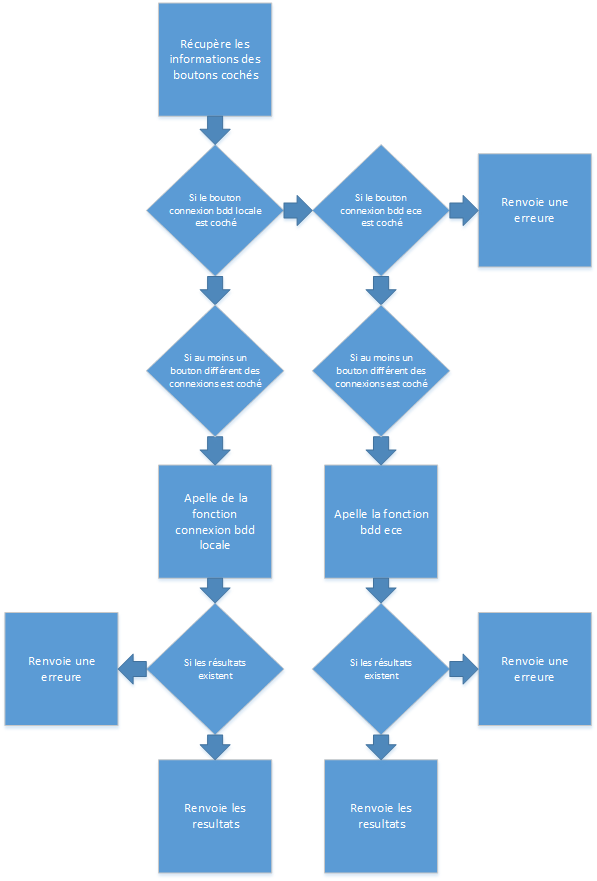 Récupère les
informations des
boutons cochés
Si le bouton
connexion bdd locale
est coché
Si le bouton
connexion bdd ece
est coché
Renvoie une
erreure
Si au moins un
bouton différent des
connexions est coché
Si au moins un
bouton différent des
connexions est coché
Apelle de la
fonction
connexion bdd
locale
Apelle la fonction
bdd ece
Renvoie une
erreure
Si les résultats
existent
Si les résultats
existent
Renvoie une
erreure
Renvoie les
resultats
Renvoie les
resultats